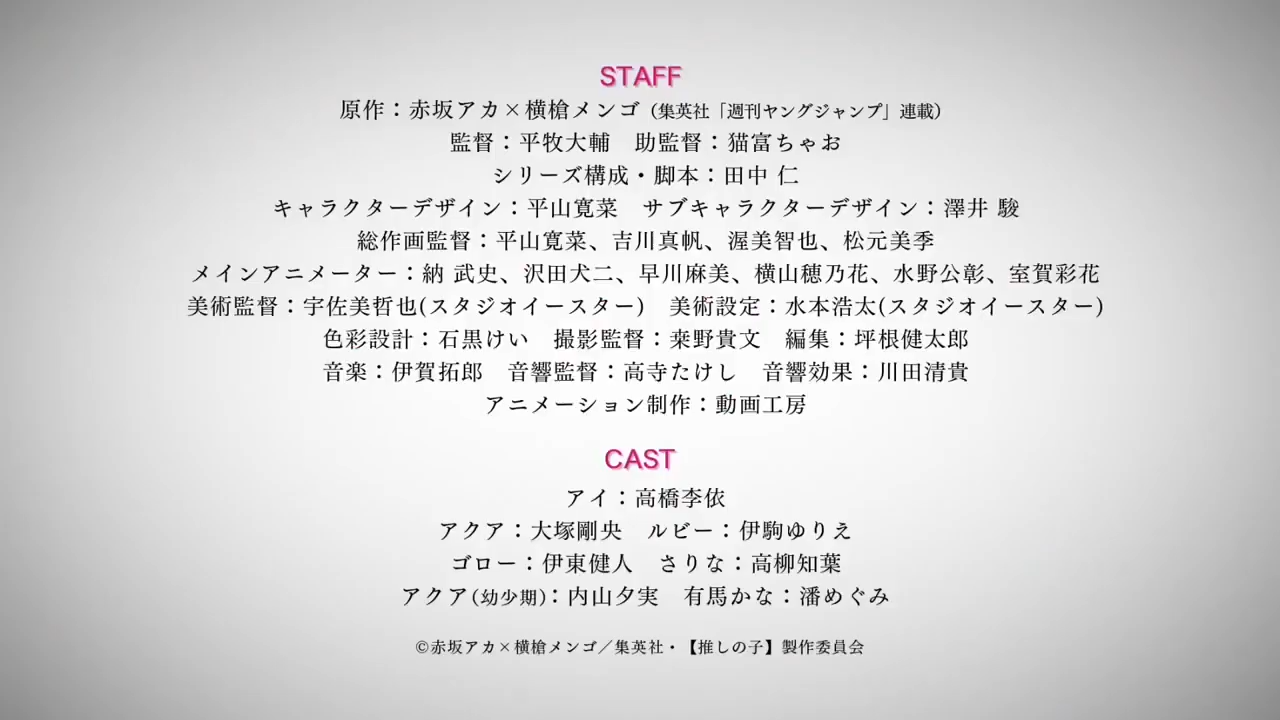 STAFF
原作：赤坂アカ×横槍メンゴ（集英社「週刊ヤングジャンプ」連載）
監督：平牧大輔　助監督：猫富ちゃお
シリーズ構成・脚本：田中 仁
キャラクターデザイン：平山寛菜　サブキャラクターデザイン：澤井 駿
総作画監督：平山寛菜、吉川真帆、渥美智也、松元美季
メインアニメーター：納 武史、沢田犬二、早川麻美、横山穂乃花、水野公彰、室賀彩花
美術監督：宇佐美哲也(スタジオイースター)　美術設定：水本浩太(スタジオイースター)
色彩設計：石黒けい　撮影監督：桒野貴文　編集：坪根健太郎
音楽：伊賀拓郎　音響監督：高寺たけし　音響効果：川田清貴
アニメーション制作：動画工房
CAST
アイ：高橋李依
アクア：大塚剛央　ルビー：伊駒ゆりえ
ゴロー：伊東健人　さりな：高柳知葉
アクア(幼少期)：内山夕実　有馬かな：潘めぐみ
©赤坂アカ×横槍メンゴ／集英社・【推しの子】製作委員会